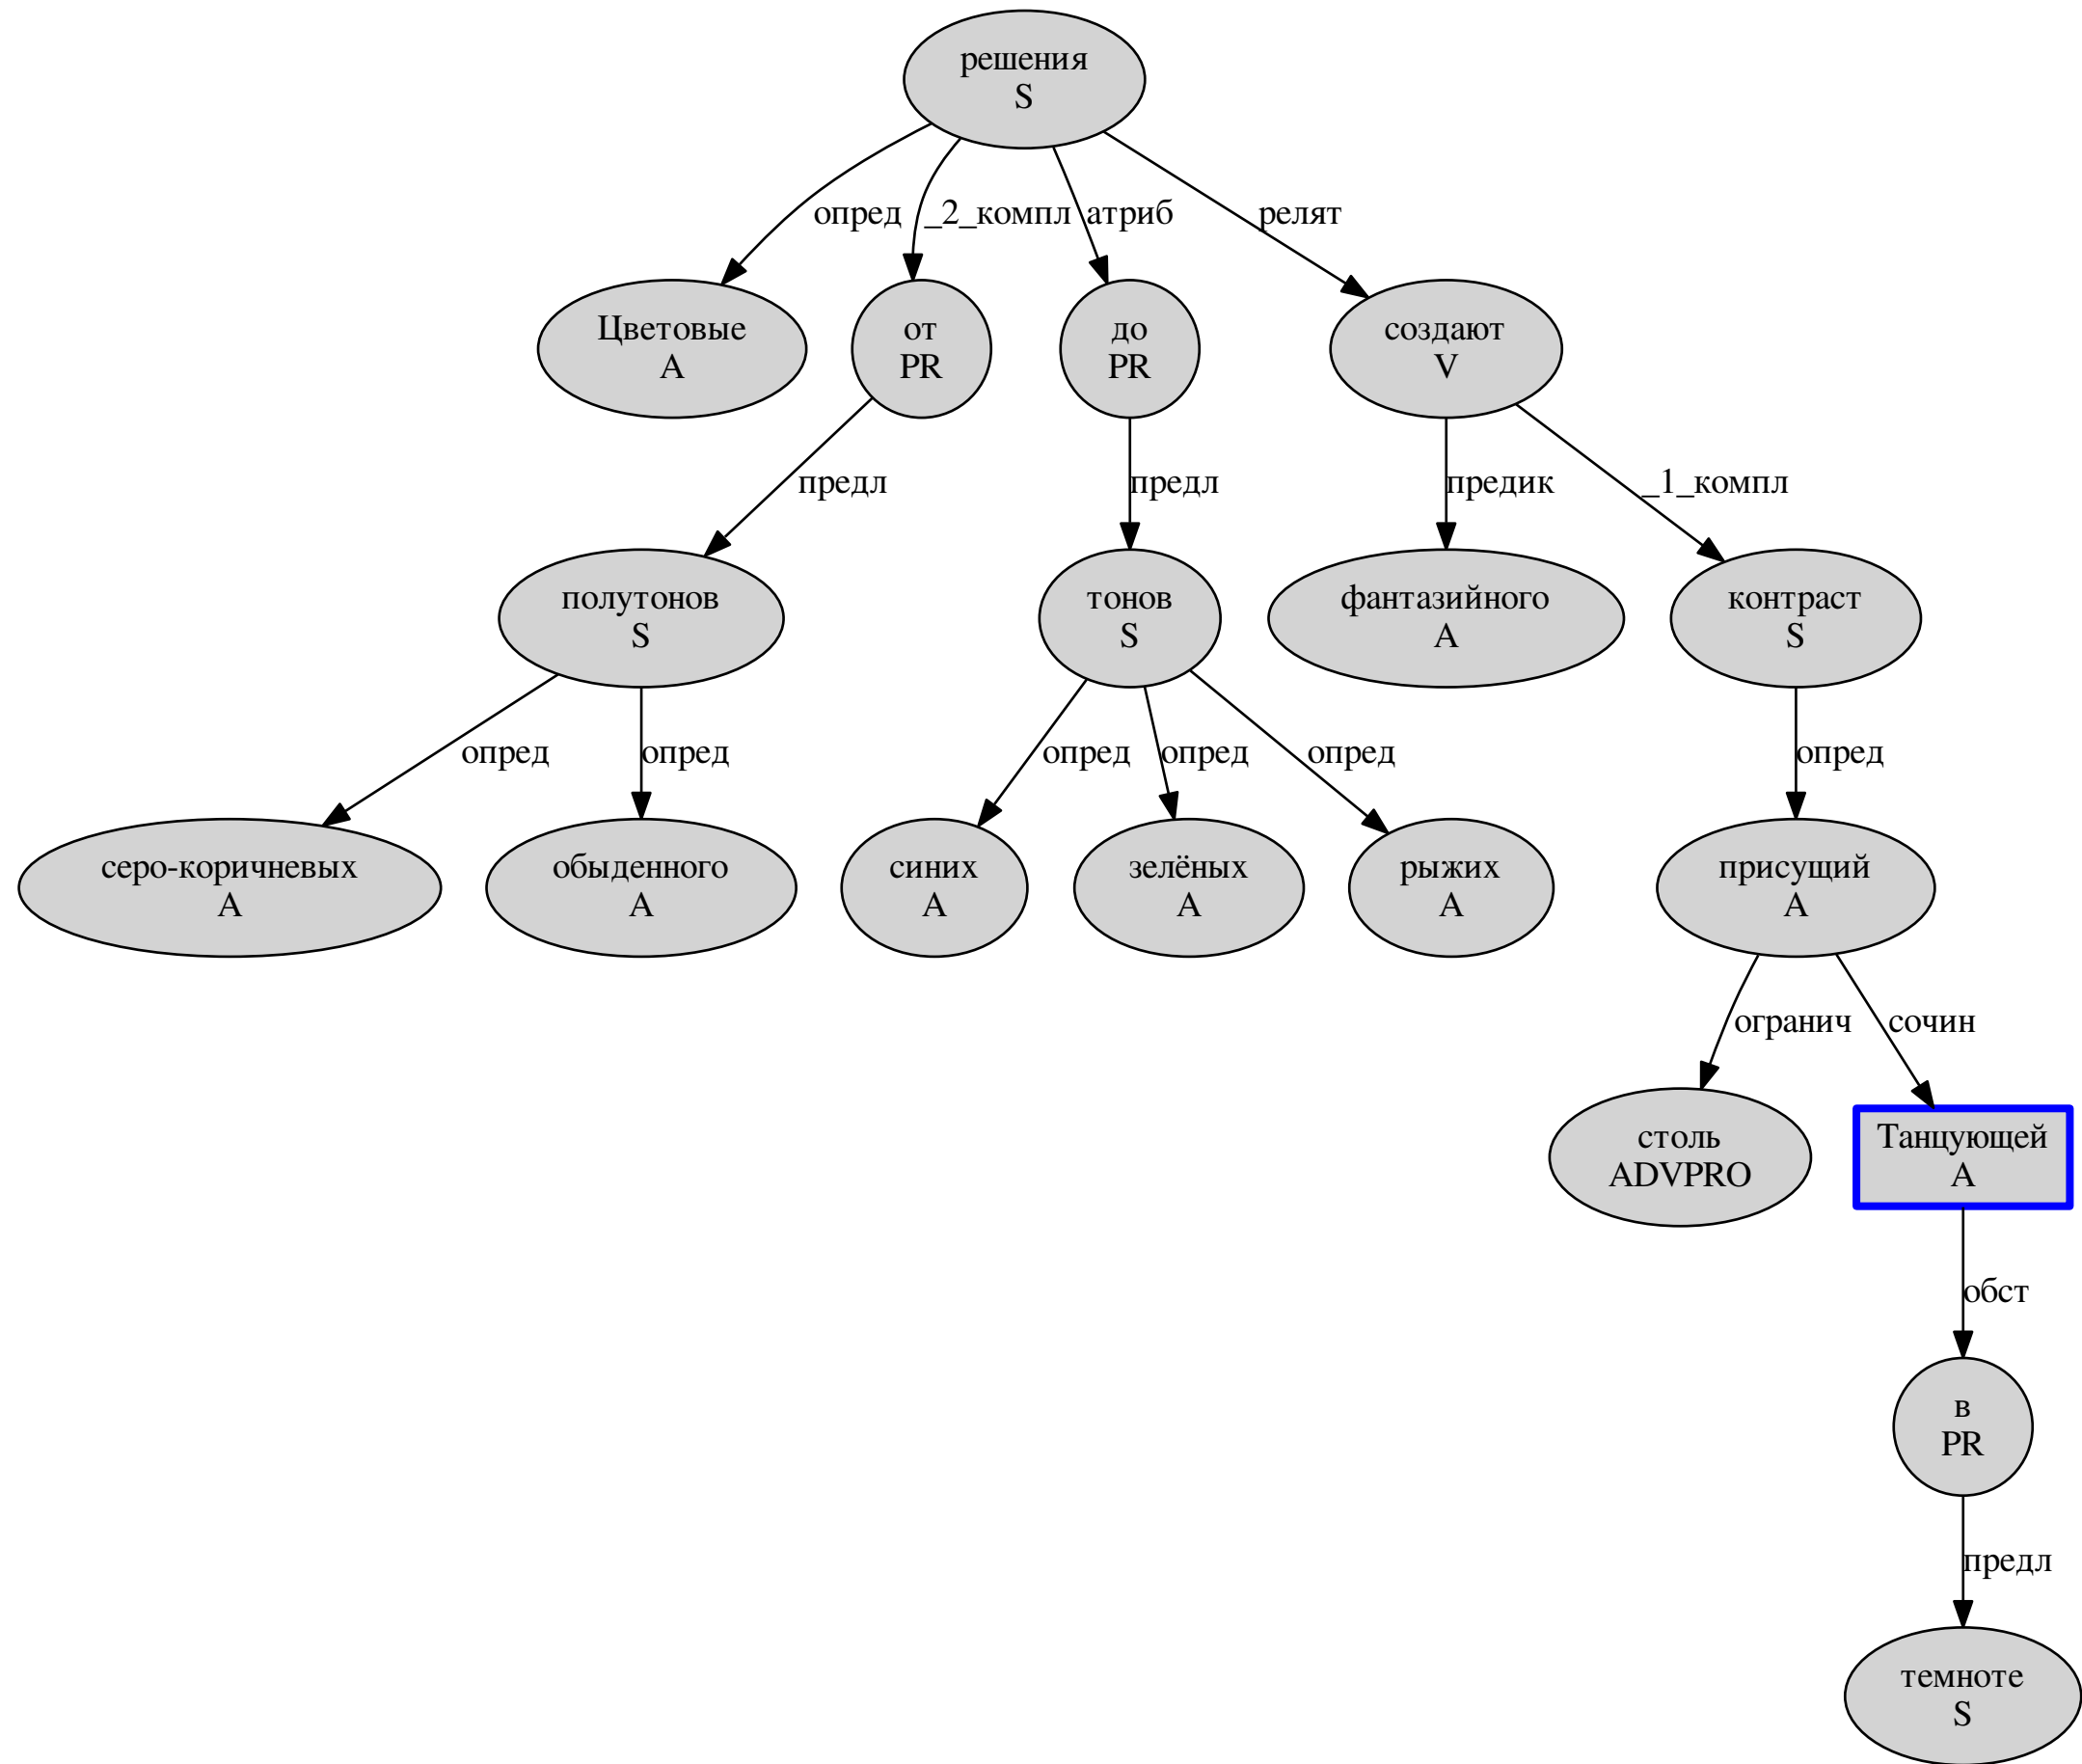 решения
S
опред
_2_компл
атриб
релят
Цветовые
A
от
PR
до
PR
создают
V
предл
предл
предик
_1_компл
полутонов
S
тонов
S
фантазийного
A
контраст
S
опред
опред
опред
опред
опред
опред
серо-коричневых
A
обыденного
A
синих
A
зелёных
A
рыжих
A
присущий
A
огранич
сочин
столь
ADVPRO
Танцующей
A
обст
в
PR
предл
темноте
S